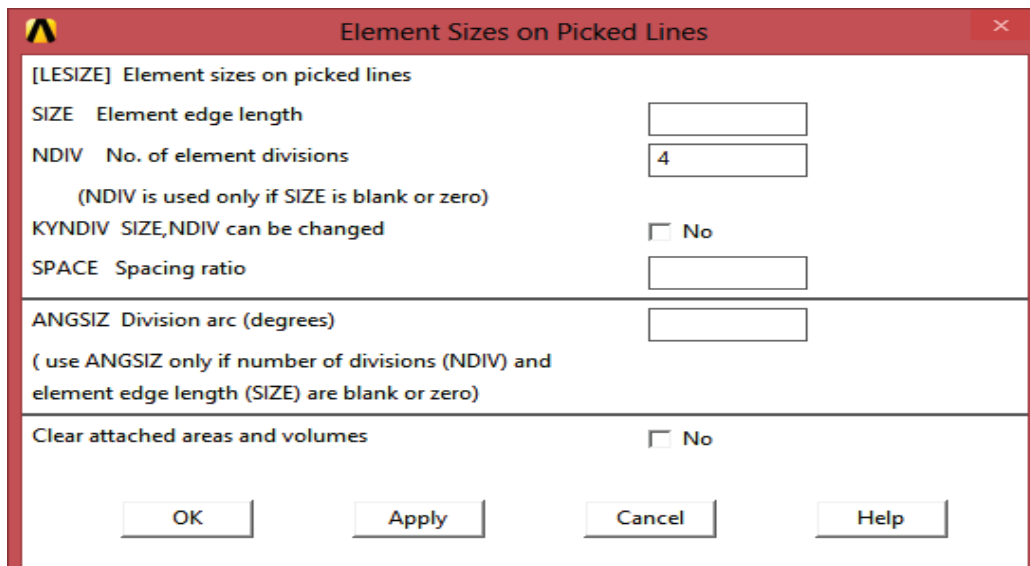 Element Sizes on Picked Lines
[LESIZE] Element sizes on picked lines
SIZE Element edge length
NDIV No. of element divisions 4
(NDIV is used only if SIZE is blank or zero)
KYNDIV SIZE,NDIV can be changed No
SPACE Spacing ratio
ANGSIZ Division arc (degrees)
( use ANGSIZ only if number of divisions (NDIV) and
element edge length (SIZE) are blank or zero)
Clear attached areas and volumes No
OK Apply Cancel Help